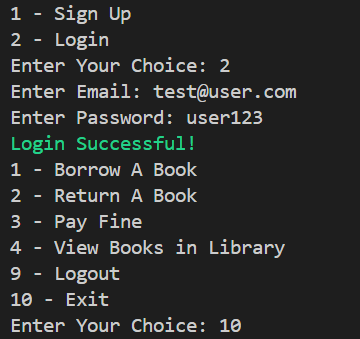 1 - Sign Up
2 - Login
Enter Your Choice: 2
Enter Email: test@user.com
Enter Password: user123
Login Successful!
1 - Borrow A Book
2 - Return A Book
3 - Pay Fine
4 - View Books in Library
9 - Logout
10 - Exit
Enter Your Choice: 10